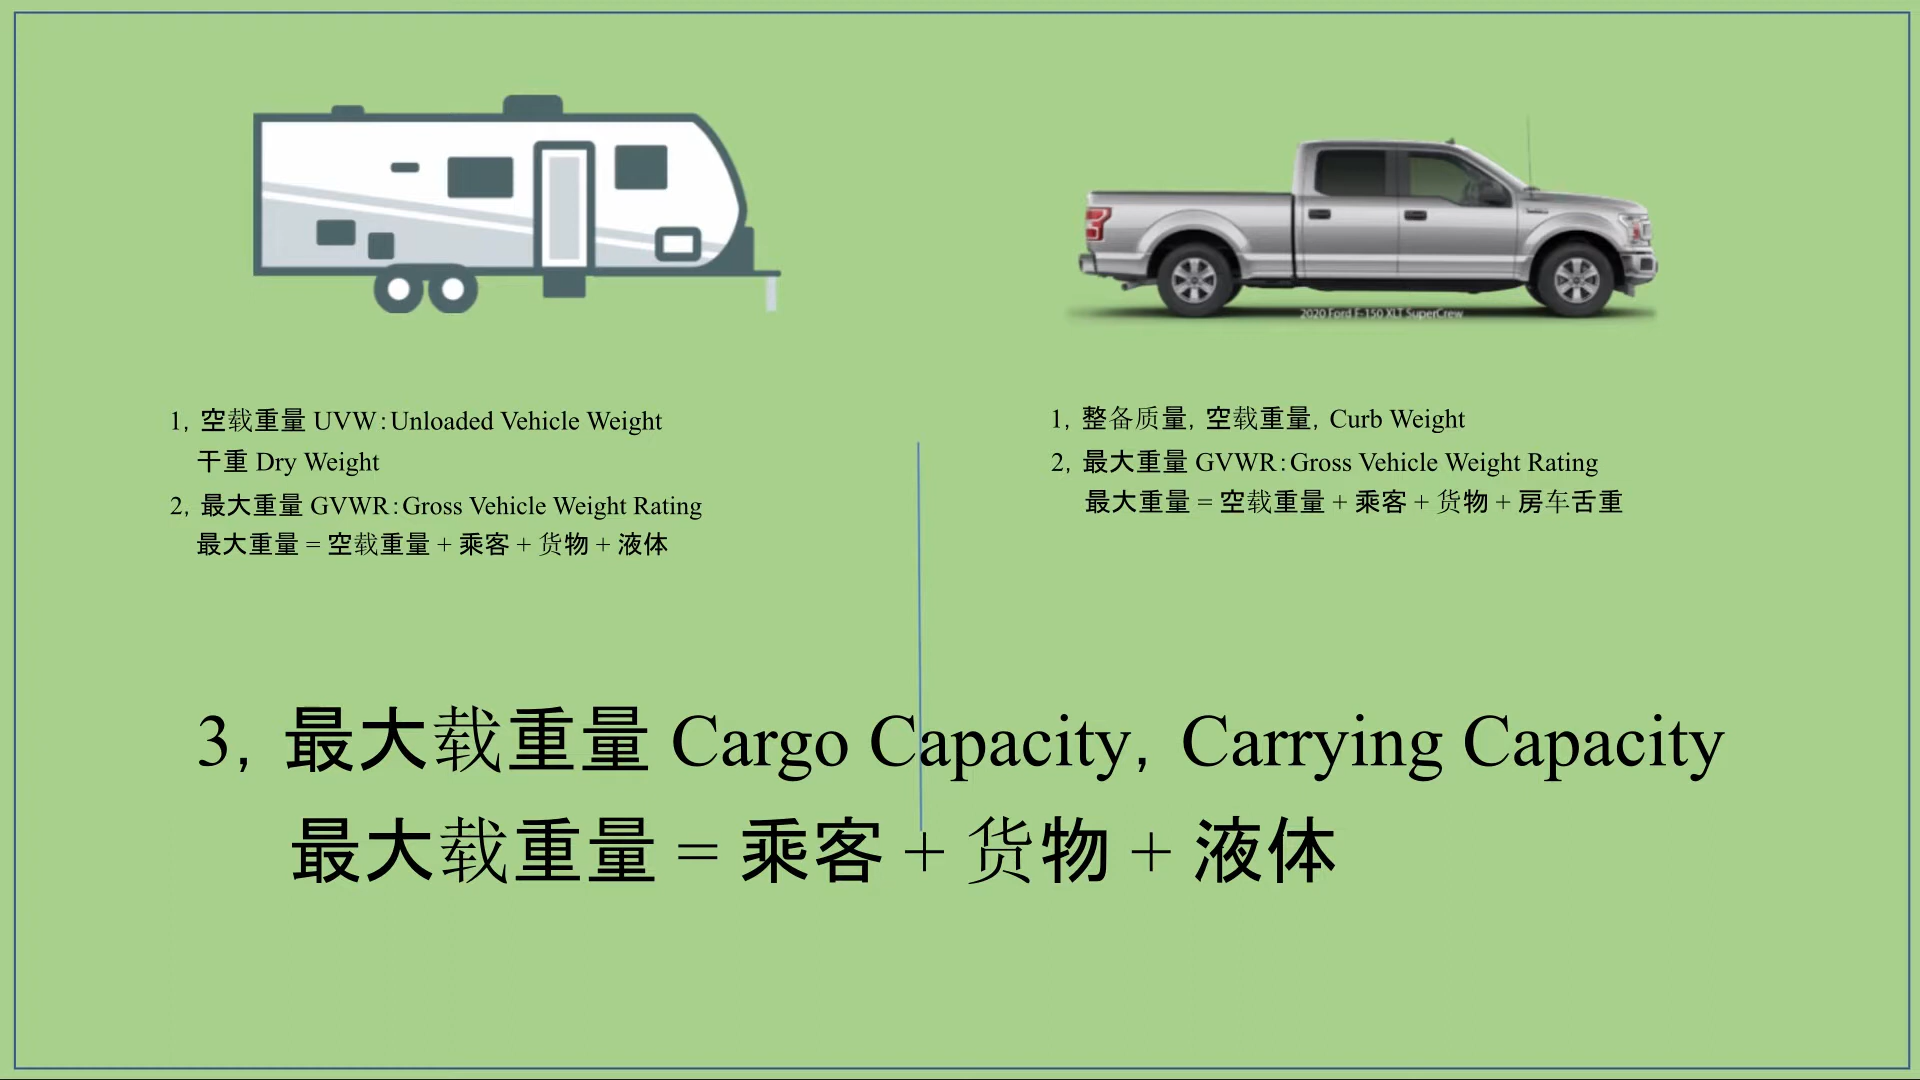 2020 Ford F-150 XLT SuperCrew
1, 空载重量 UVW：Unloaded Vehicle Weight
干重 Dry Weight
2, 最大重量 GVWR：Gross Vehicle Weight Rating
最大重量 = 空载重量 + 乘客 + 货物 + 液体
1, 整备质量, 空载重量, Curb Weight
2, 最大重量 GVWR：Gross Vehicle Weight Rating
最大重量 = 空载重量 + 乘客 + 货物 + 房车舌重
3, 最大载重量 Cargo Capacity, Carrying Capacity
最大载重量 = 乘客 + 货物 + 液体